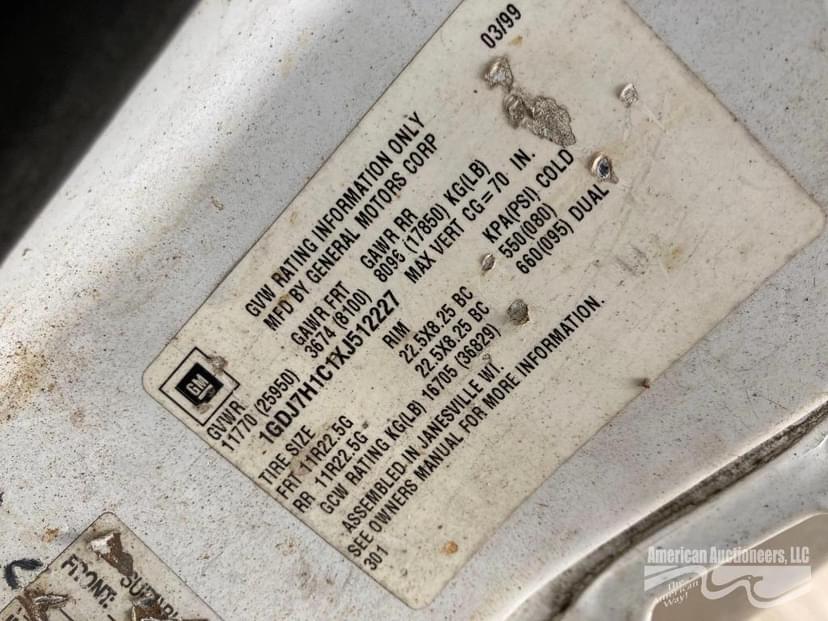 03/99
GVW RATING INFORMATION ONLY
MFD BY GENERAL MOTORS CORP
GM
GVWR GAWR FRT GAWR RR
11770 (25950) 3674 (8100) 8096 (17850) KG(LB)
1GDJ7H1C1XJ512227 MAX VERT CG=70 IN.
TIRE SIZE RIM KPA(PSI) COLD
FRT 11R22.5G 22.5X8.25 BC 550(080)
RR 11R22.5G 22.5X8.25 BC 660(095) DUAL
GCW RATING KG(LB) 16705 (36829)
ASSEMBLED IN JANESVILLE WI.
SEE OWNERS MANUAL FOR MORE INFORMATION.
301
FRONT:
American Auctioneers, LLC
The American Way!